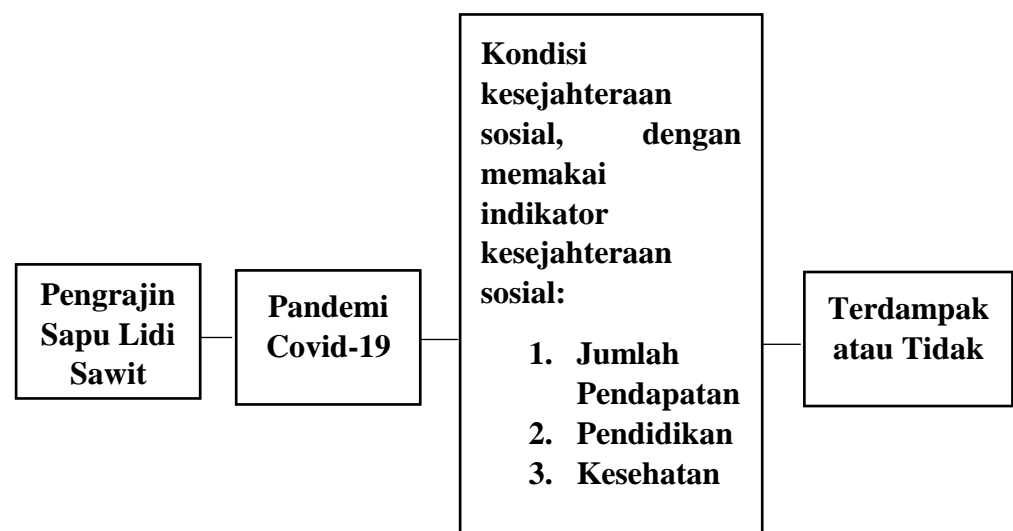 Pengrajin
Sapu Lidi
Sawit
Pandemi
Covid-19
Kondisi
kesejahteraan
sosial, dengan
memakai
indikator
kesejahteraan
sosial:
1. Jumlah
Pendapatan
2. Pendidikan
3. Kesehatan
Terdampak
atau Tidak